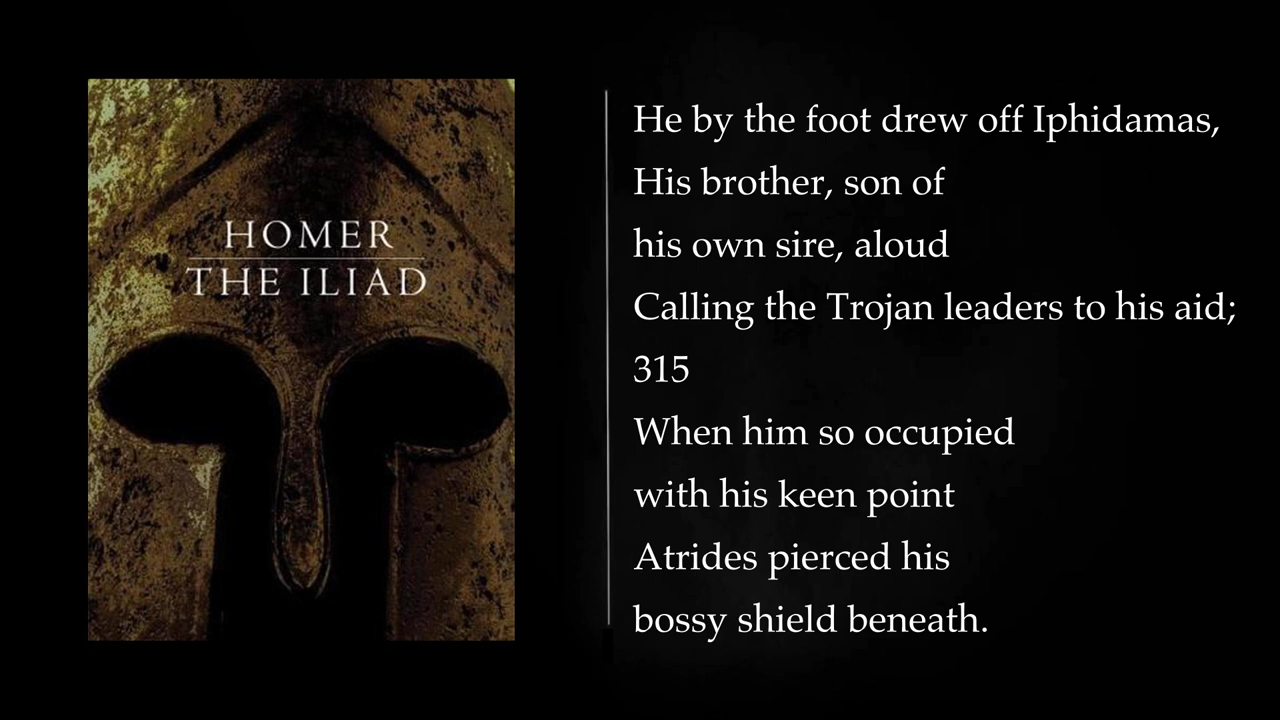 HOMER
THE ILIAD
He by the foot drew off Iphidamas,
His brother, son of
his own sire, aloud
Calling the Trojan leaders to his aid;
315
When him so occupied
with his keen point
Atrides pierced his
bossy shield beneath.